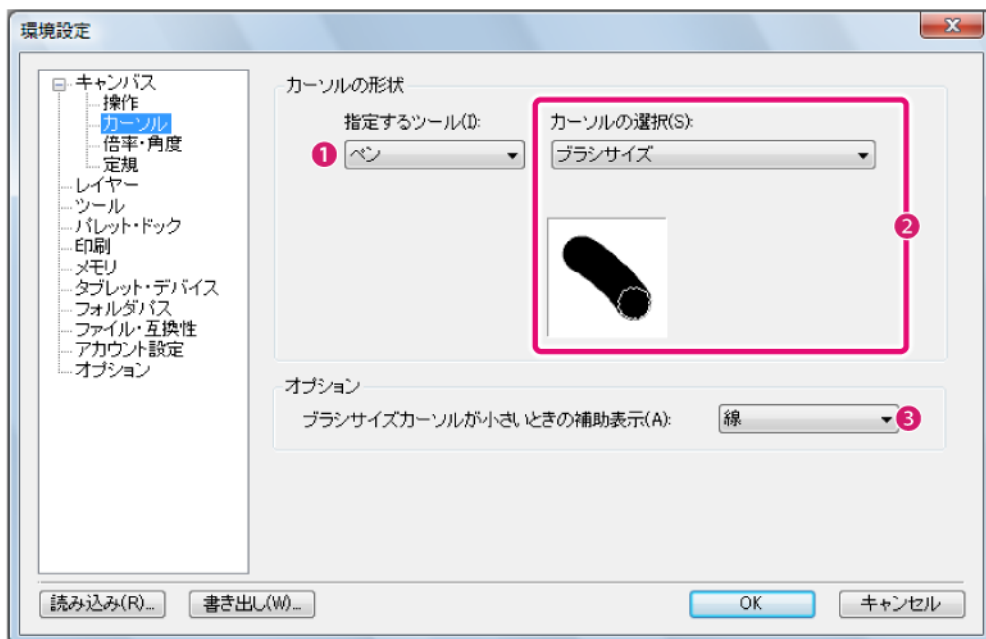 環境設定
キャンバス
操作
カーソル
倍率・角度
定規
レイヤー
ツール
パレット・ドック
印刷
メモリ
タブレット・デバイス
フォルダパス
ファイル・互換性
アカウント設定
オプション
カーソルの形状
指定するツール(I):
❶ ペン
カーソルの選択(S):
ブラシサイズ
❷
オプション
ブラシサイズカーソルが小さいときの補助表示(A): 線 ❸
読み込み(R)... 書き出し(W)... OK キャンセル